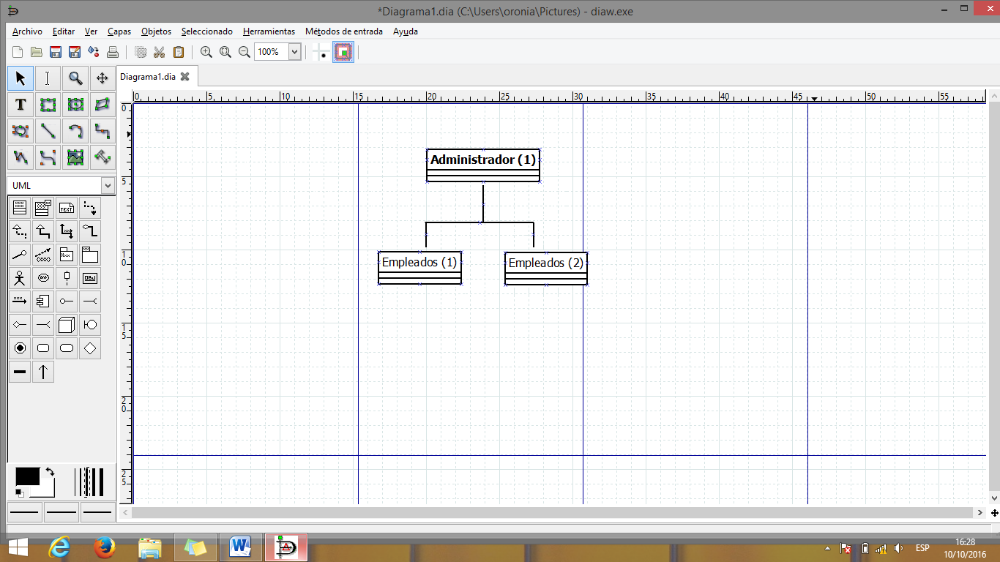 *Diagrama1.dia (C:\Users\oronia\Pictures) - diaw.exe
Archivo Editar Ver Capas Objetos Seleccionado Herramientas Métodos de entrada Ayuda
100%
Diagrama1.dia
0 5 10 15 20 25 30 35 40 45 50 55
T
UML
TEXT
OBJ
0
5
10
15
20
25
Administrador (1)
Empleados (1) Empleados (2)
ESP
16:28
10/10/2016